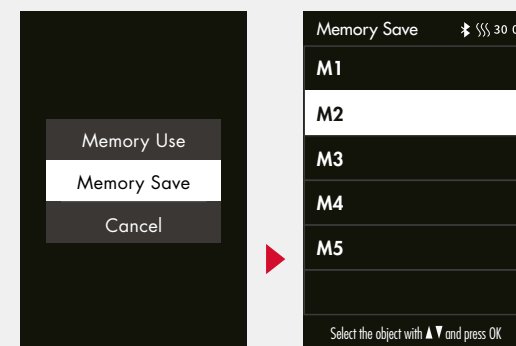 Memory Use
Memory Save
Cancel
Memory Save 30
M1
M2
M3
M4
M5
Select the object with ▲▼ and press OK